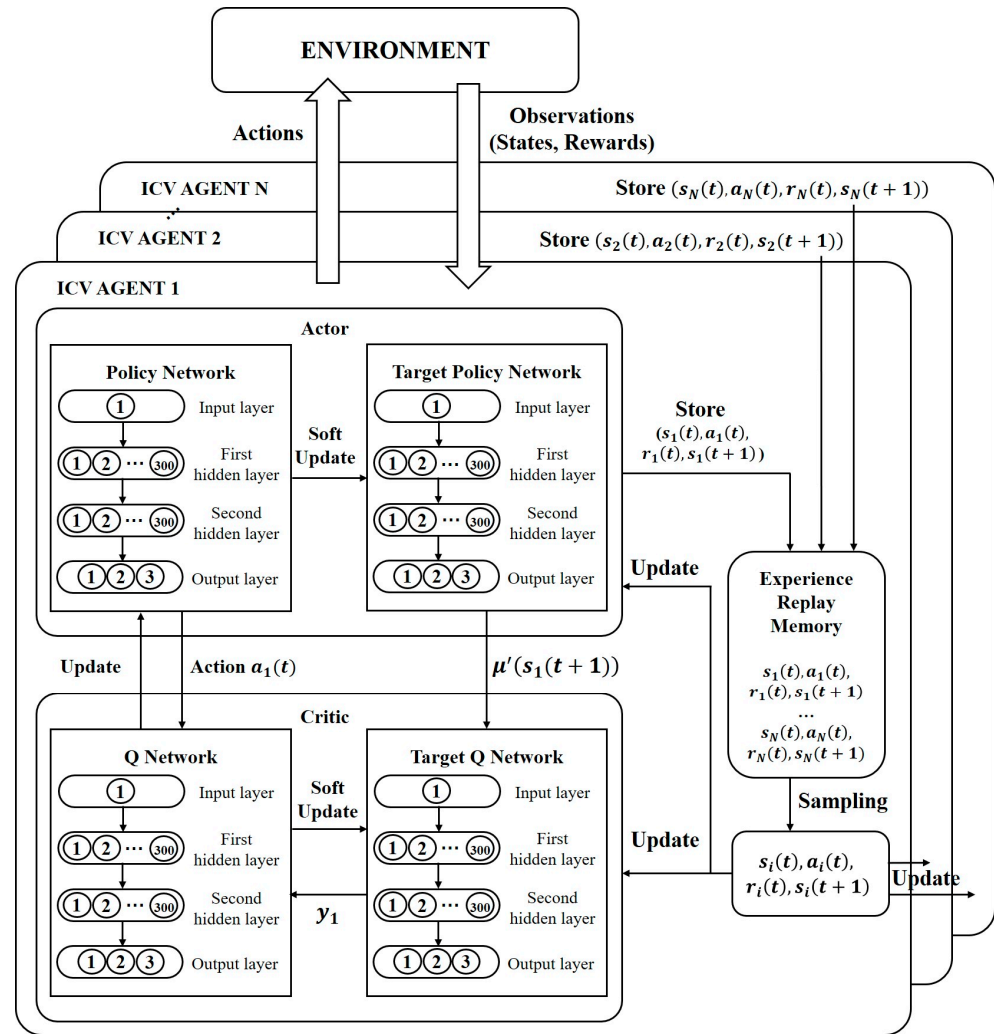 ENVIRONMENT
Actions
Observations
(States, Rewards)
ICV AGENT N
Store (s_N(t), a_N(t), r_N(t), s_N(t + 1))
...
ICV AGENT 2
Store (s_2(t), a_2(t), r_2(t), s_2(t + 1))
ICV AGENT 1
Actor
Policy Network
1
Input layer
1 2 ... 300
First
hidden layer
1 2 ... 300
Second
hidden layer
1 2 3
Output layer
Soft
Update
Target Policy Network
1
Input layer
1 2 ... 300
First
hidden layer
1 2 ... 300
Second
hidden layer
1 2 3
Output layer
Store
(s_1(t), a_1(t),
r_1(t), s_1(t + 1))
Update
Experience
Replay
Memory
s_1(t), a_1(t),
r_1(t), s_1(t + 1)
...
s_N(t), a_N(t),
r_N(t), s_N(t + 1)
Update
Action a_1(t)
μ′(s_1(t + 1))
Critic
Q Network
1
Input layer
1 2 ... 300
First
hidden layer
1 2 ... 300
Second
hidden layer
1 2 3
Output layer
Soft
Update
y_1
Target Q Network
1
Input layer
1 2 ... 300
First
hidden layer
1 2 ... 300
Second
hidden layer
1 2 3
Output layer
Sampling
Update
s_i(t), a_i(t),
r_i(t), s_i(t + 1)
Update